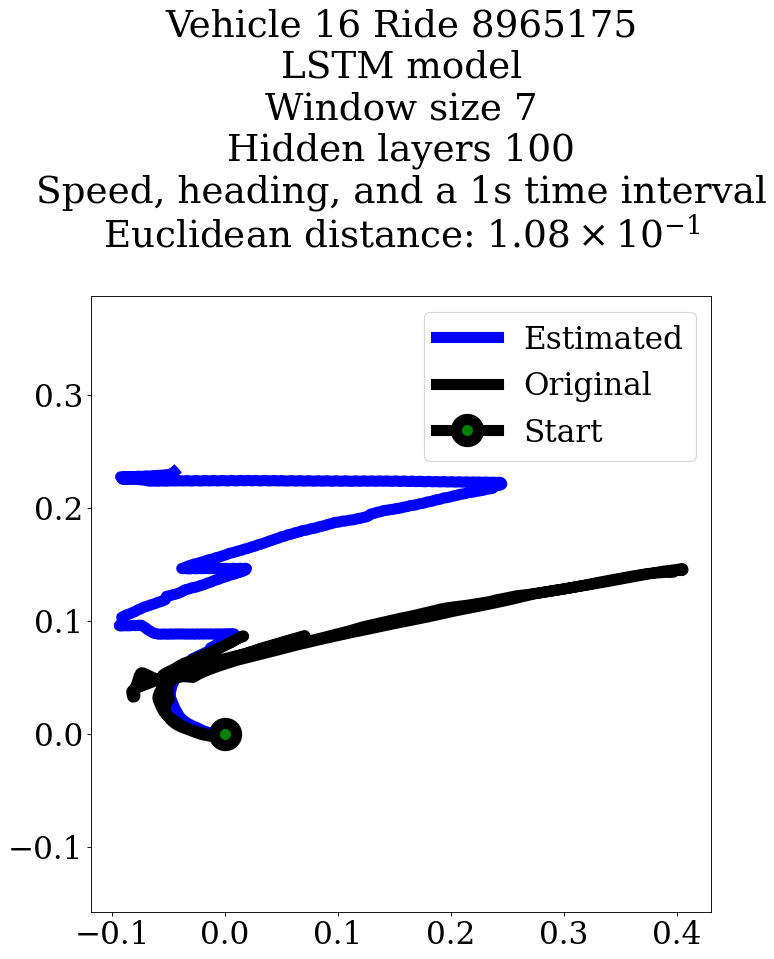 Vehicle 16 Ride 8965175
LSTM model
Window size 7
Hidden layers 100
Speed, heading, and a 1s time interval
Euclidean distance: 1.08 × 10⁻¹
Estimated
Original
Start
0.3
0.2
0.1
0.0
−0.1
−0.1 0.0 0.1 0.2 0.3 0.4